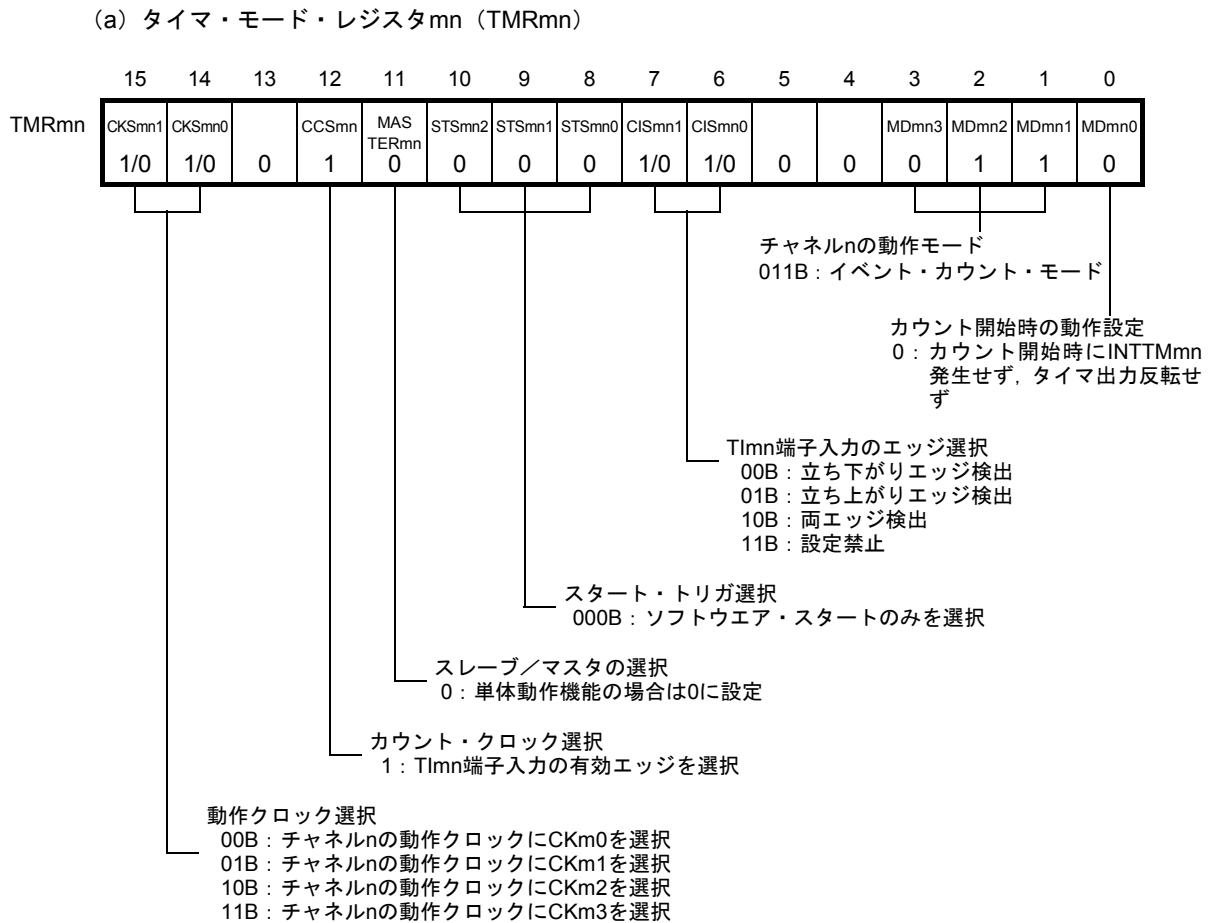 (a) タイマ・モード・レジスタmn（TMRmn）
15 14 13 12 11 10 9 8 7 6 5 4 3 2 1 0
TMRmn CKSmn1 CKSmn0 CCSmn MAS TERmn STSmn2 STSmn1 STSmn0 CISmn1 CISmn0 MDmn3 MDmn2 MDmn1 MDmn0
1/0 1/0 0 1 0 0 0 0 1/0 1/0 0 0 0 1 1 0
チャネルnの動作モード
011B：イベント・カウント・モード
カウント開始時の動作設定
0：カウント開始時にINTTMmn
発生せず，タイマ出力反転せ
ず
TImn端子入力のエッジ選択
00B：立ち下がりエッジ検出
01B：立ち上がりエッジ検出
10B：両エッジ検出
11B：設定禁止
スタート・トリガ選択
000B：ソフトウエア・スタートのみを選択
スレーブ／マスタの選択
0：単体動作機能の場合は0に設定
カウント・クロック選択
1：TImn端子入力の有効エッジを選択
動作クロック選択
00B：チャネルnの動作クロックにCKm0を選択
01B：チャネルnの動作クロックにCKm1を選択
10B：チャネルnの動作クロックにCKm2を選択
11B：チャネルnの動作クロックにCKm3を選択